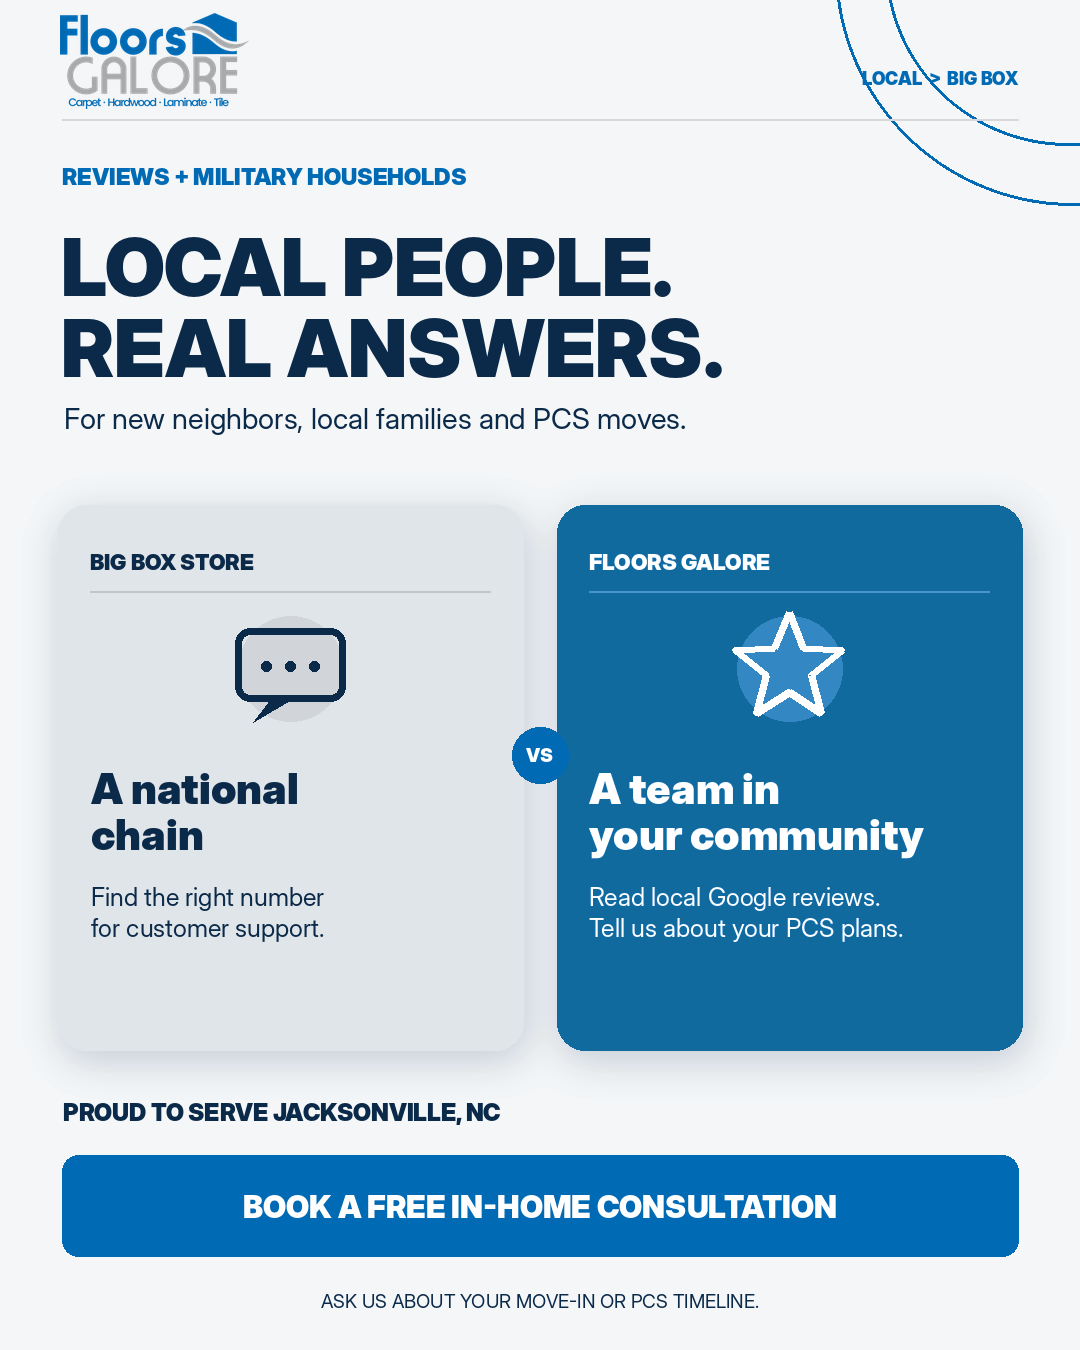 Floors
GALORE
Carpet · Hardwood · Laminate · Tile
LOCAL > BIG BOX
REVIEWS + MILITARY HOUSEHOLDS
LOCAL PEOPLE.
REAL ANSWERS.
For new neighbors, local families and PCS moves.
BIG BOX STORE
A national
chain
Find the right number
for customer support.
VS
FLOORS GALORE
A team in
your community
Read local Google reviews.
Tell us about your PCS plans.
PROUD TO SERVE JACKSONVILLE, NC
BOOK A FREE IN-HOME CONSULTATION
ASK US ABOUT YOUR MOVE-IN OR PCS TIMELINE.